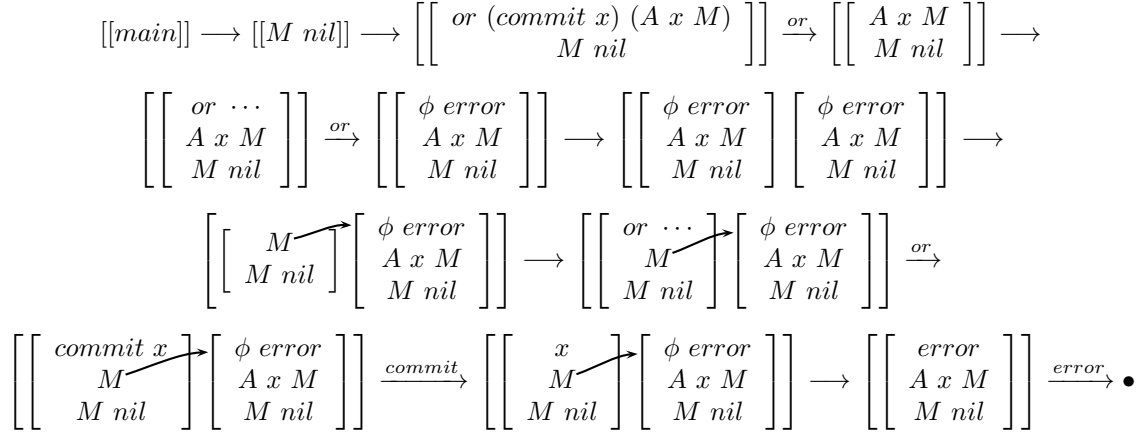 [[main]] ⟶ [[M nil]] ⟶ [[ or (commit x) (A x M) ; M nil ]] —or→ [[ A x M ; M nil ]] ⟶
[[ or ⋯ ; A x M ; M nil ]] —or→ [[ ϕ error ; A x M ; M nil ]] ⟶ [[ ϕ error ; A x M ; M nil ] [ ϕ error ; A x M ; M nil ]] ⟶
[[ M ; M nil ] [ ϕ error ; A x M ; M nil ]] ⟶ [[ or ⋯ ; M ; M nil ] [ ϕ error ; A x M ; M nil ]] —or→
[[ commit x ; M ; M nil ] [ ϕ error ; A x M ; M nil ]] —commit→ [[ x ; M ; M nil ] [ ϕ error ; A x M ; M nil ]] ⟶ [[ error ; A x M ; M nil ]] —error→ •